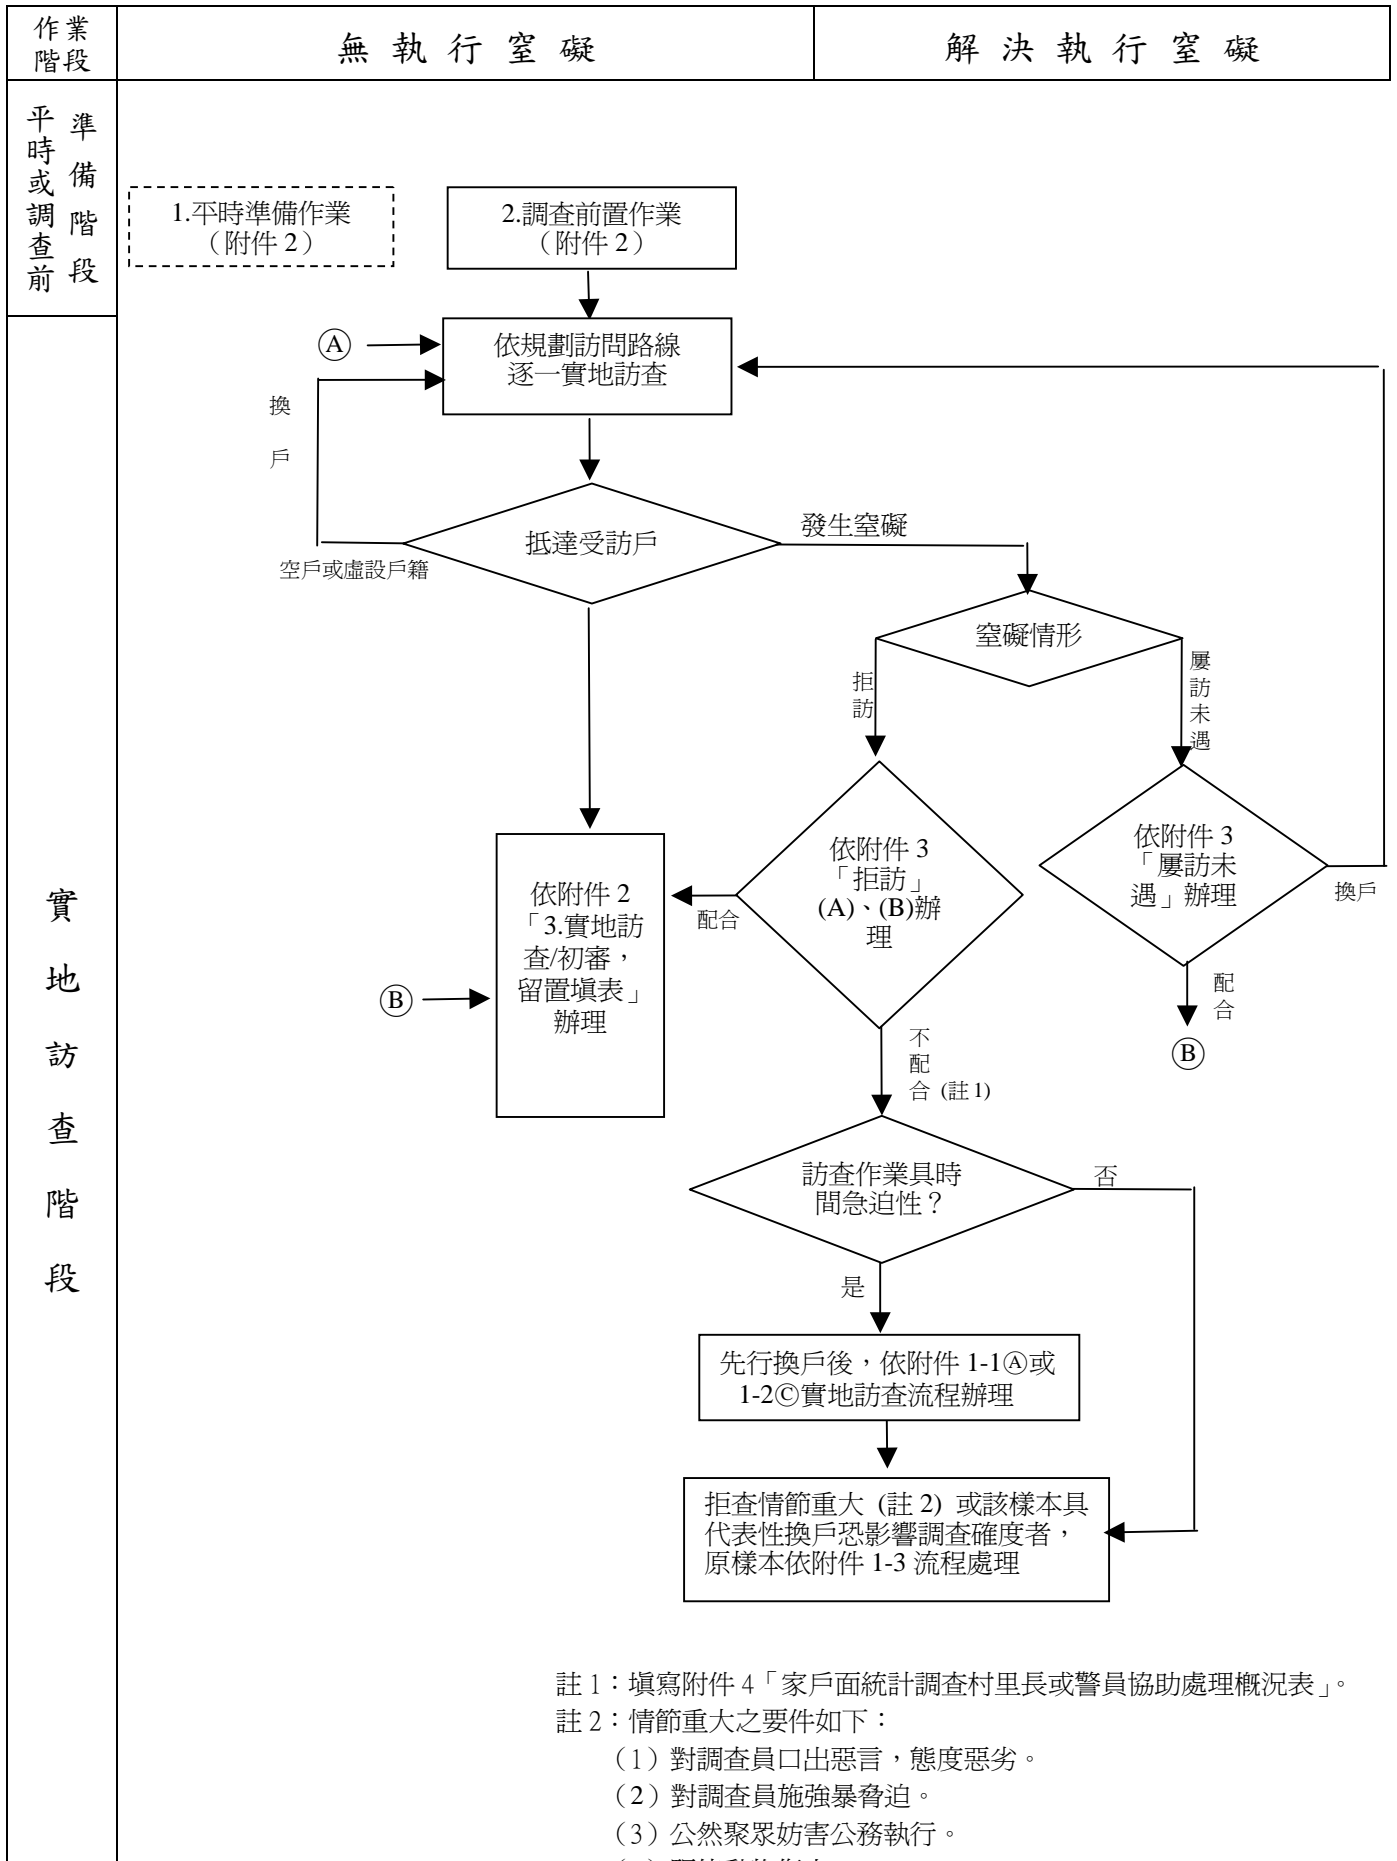 作業
階段
無執行窒礙
解決執行窒礙
平時或調查前
準備階段
1.平時準備作業
（附件 2）
2.調查前置作業
（附件 2）
Ⓐ
依規劃訪問路線
逐一實地訪查
換戶
抵達受訪戶
發生窒礙
空戶或虛設戶籍
窒礙情形
拒訪
屢訪未遇
實地訪查階段
依附件 2
「3.實地訪
查/初審，
留置填表」
辦理
Ⓑ
配合
依附件 3
「拒訪」
(A)、(B)辦
理
依附件 3
「屢訪未
遇」辦理
換戶
配合
Ⓑ
不配合 (註 1)
訪查作業具時
間急迫性？
否
是
先行換戶後，依附件 1-1Ⓐ或
1-2Ⓒ實地訪查流程辦理
拒查情節重大 (註 2) 或該樣本具
代表性換戶恐影響調查確度者，
原樣本依附件 1-3 流程處理
註 1：填寫附件 4「家戶面統計調查村里長或警員協助處理概況表」。
註 2：情節重大之要件如下：
（1）對調查員口出惡言，態度惡劣。
（2）對調查員施強暴脅迫。
（3）公然聚眾妨害公務執行。